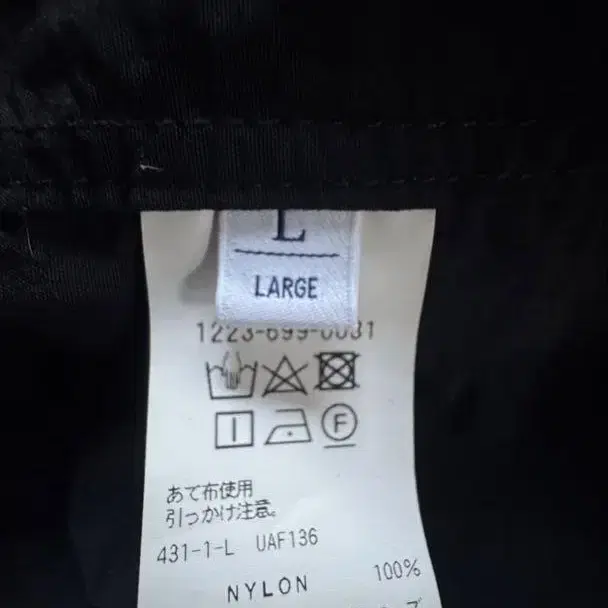 L
LARGE
1223-699-0031
F
あて布使用
引っかけ注意。
431-1-L UAF136
NYLON 100%